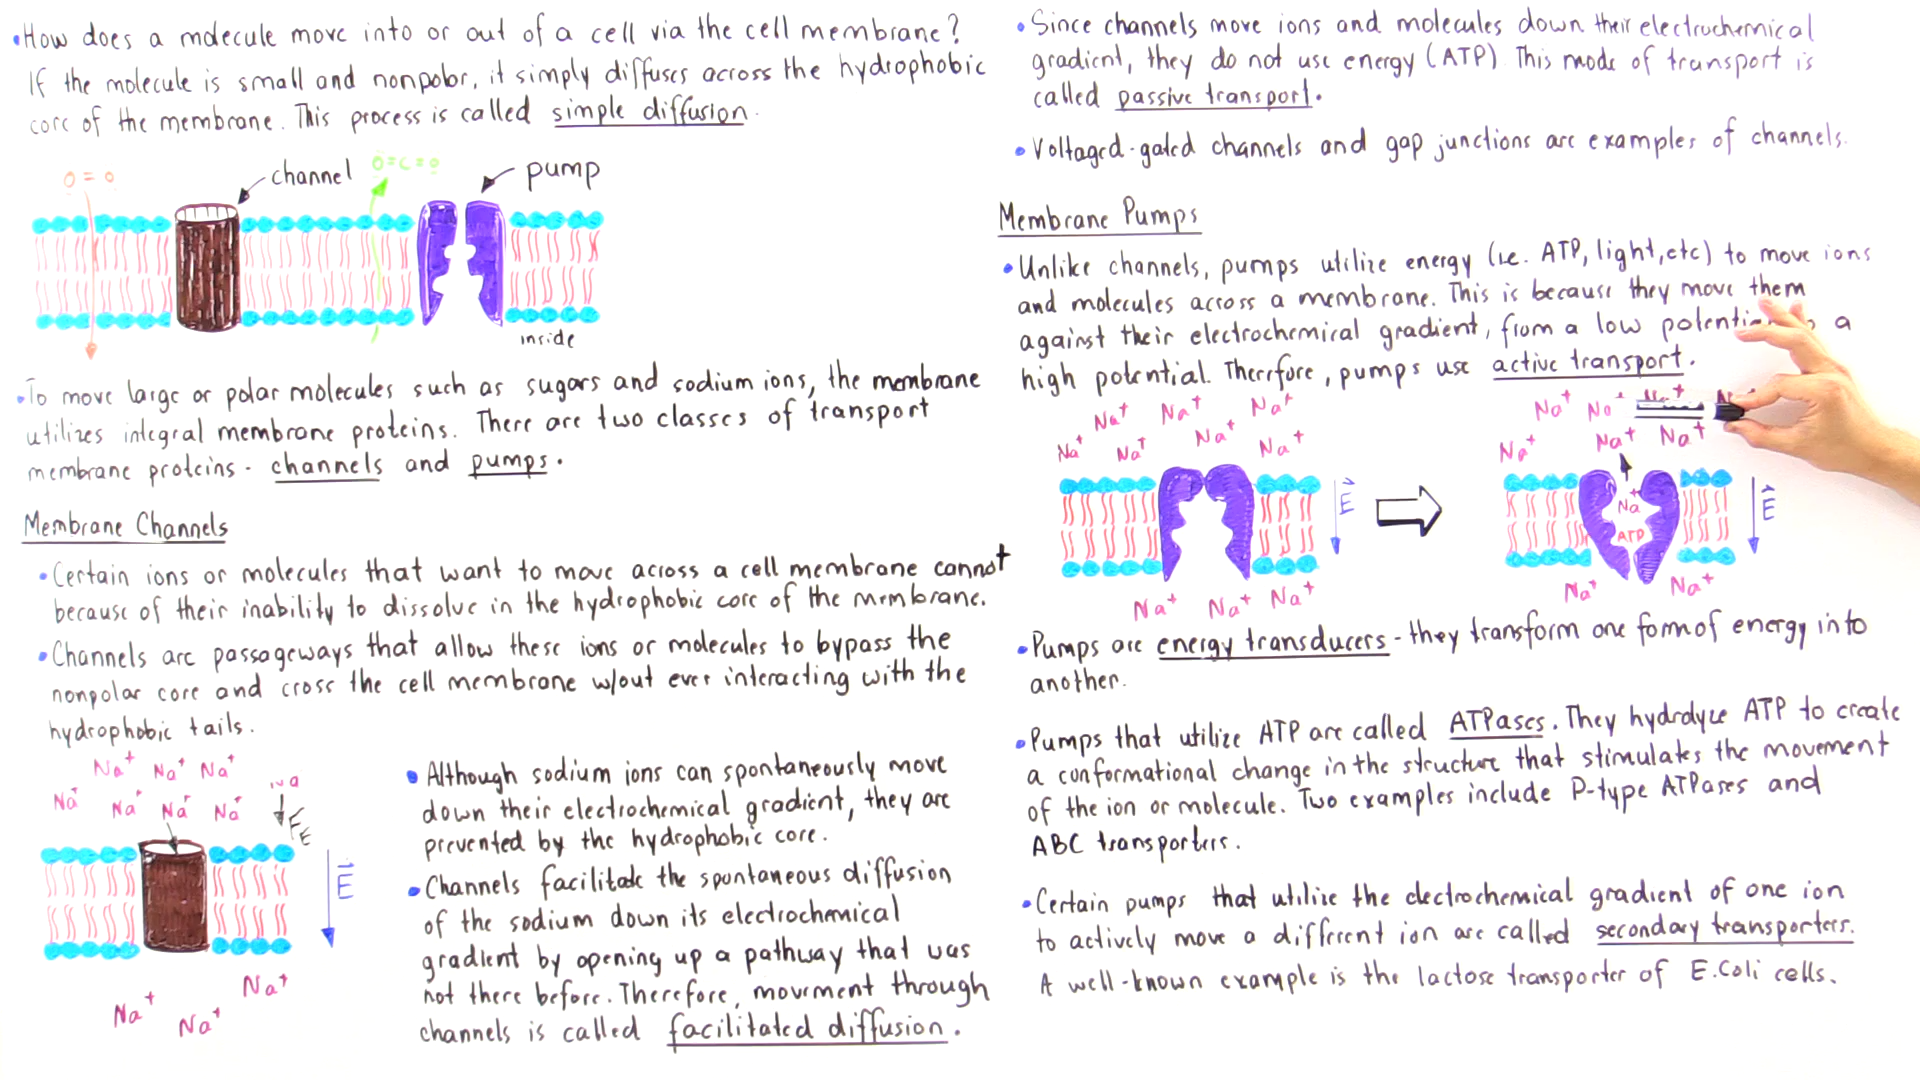 •How does a molecule move into or out of a cell via the cell membrane?
If the molecule is small and nonpolar, it simply diffuses across the hydrophobic
core of the membrane. This process is called simple diffusion.
O=O
channel
O=C=O
pump
inside
•To move large or polar molecules such as sugars and sodium ions, the membrane
utilizes integral membrane proteins. There are two classes of transport
membrane proteins - channels and pumps.
Membrane Channels
•Certain ions or molecules that want to move across a cell membrane cannot
because of their inability to dissolve in the hydrophobic core of the membrane.
•Channels are passageways that allow these ions or molecules to bypass the
nonpolar core and cross the cell membrane w/out ever interacting with the
hydrophobic tails.
Na+ Na+ Na+
Na+ Na+ Na+ Na+
Na
FE
E
Na+ Na+ Na+
•Although sodium ions can spontaneously move
down their electrochemical gradient, they are
prevented by the hydrophobic core.
•Channels facilitate the spontaneous diffusion
of the sodium down its electrochemical
gradient by opening up a pathway that was
not there before. Therefore, movement through
channels is called facilitated diffusion.
•Since channels move ions and molecules down their electrochemical
gradient, they do not use energy (ATP). This mode of transport is
called passive transport.
•Voltaged-gated channels and gap junctions are examples of channels.
Membrane Pumps
•Unlike channels, pumps utilize energy (i.e. ATP, light, etc) to move ions
and molecules across a membrane. This is because they move them
against their electrochemical gradient, from a low a
high potential. Therefore, pumps use active transport.
Na+ Na+ Na+
Na+ Na+ Na+ Na+
E
Na+ Na+ Na+
Na+ Na+ Na+
Na+ Na+ Na+
Na+
ATP
E
Na+ Na+
•Pumps are energy transducers - they transform one form of energy into
another.
•Pumps that utilize ATP are called ATPases. They hydrolyze ATP to create
a conformational change in the structure that stimulates the movement
of the ion or molecule. Two examples include P-type ATPases and
ABC transporters.
•Certain pumps that utilize the electrochemical gradient of one ion
to actively move a different ion are called secondary transporters.
A well-known example is the lactose transporter of E.Coli cells.